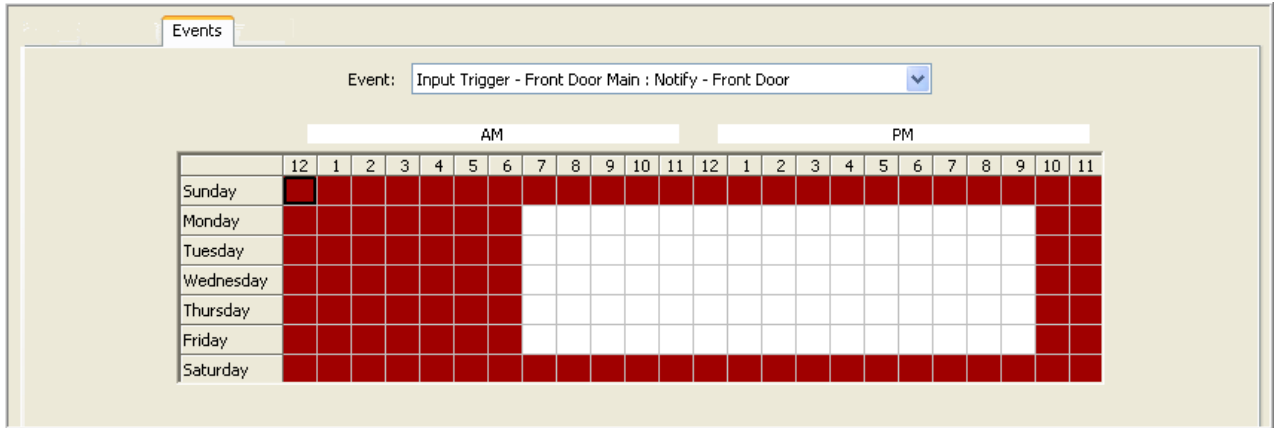 Events
Event: Input Trigger - Front Door Main : Notify - Front Door
AM PM
12 1 2 3 4 5 6 7 8 9 10 11 12 1 2 3 4 5 6 7 8 9 10 11
Sunday
Monday
Tuesday
Wednesday
Thursday
Friday
Saturday